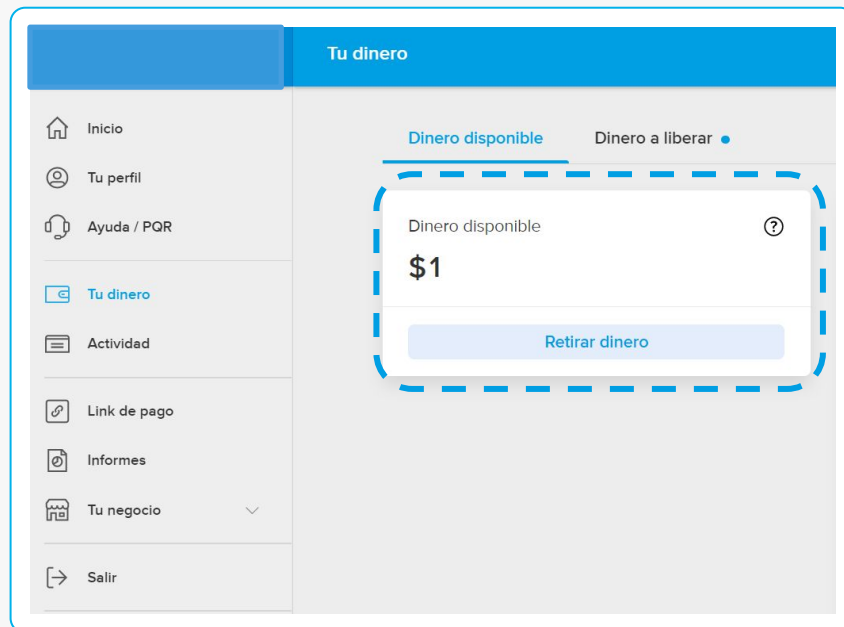 Tu dinero
Inicio
Tu perfil
Ayuda / PQR
Tu dinero
Actividad
Link de pago
Informes
Tu negocio
Salir
Dinero disponible
Dinero a liberar
Dinero disponible
?
$1
Retirar dinero